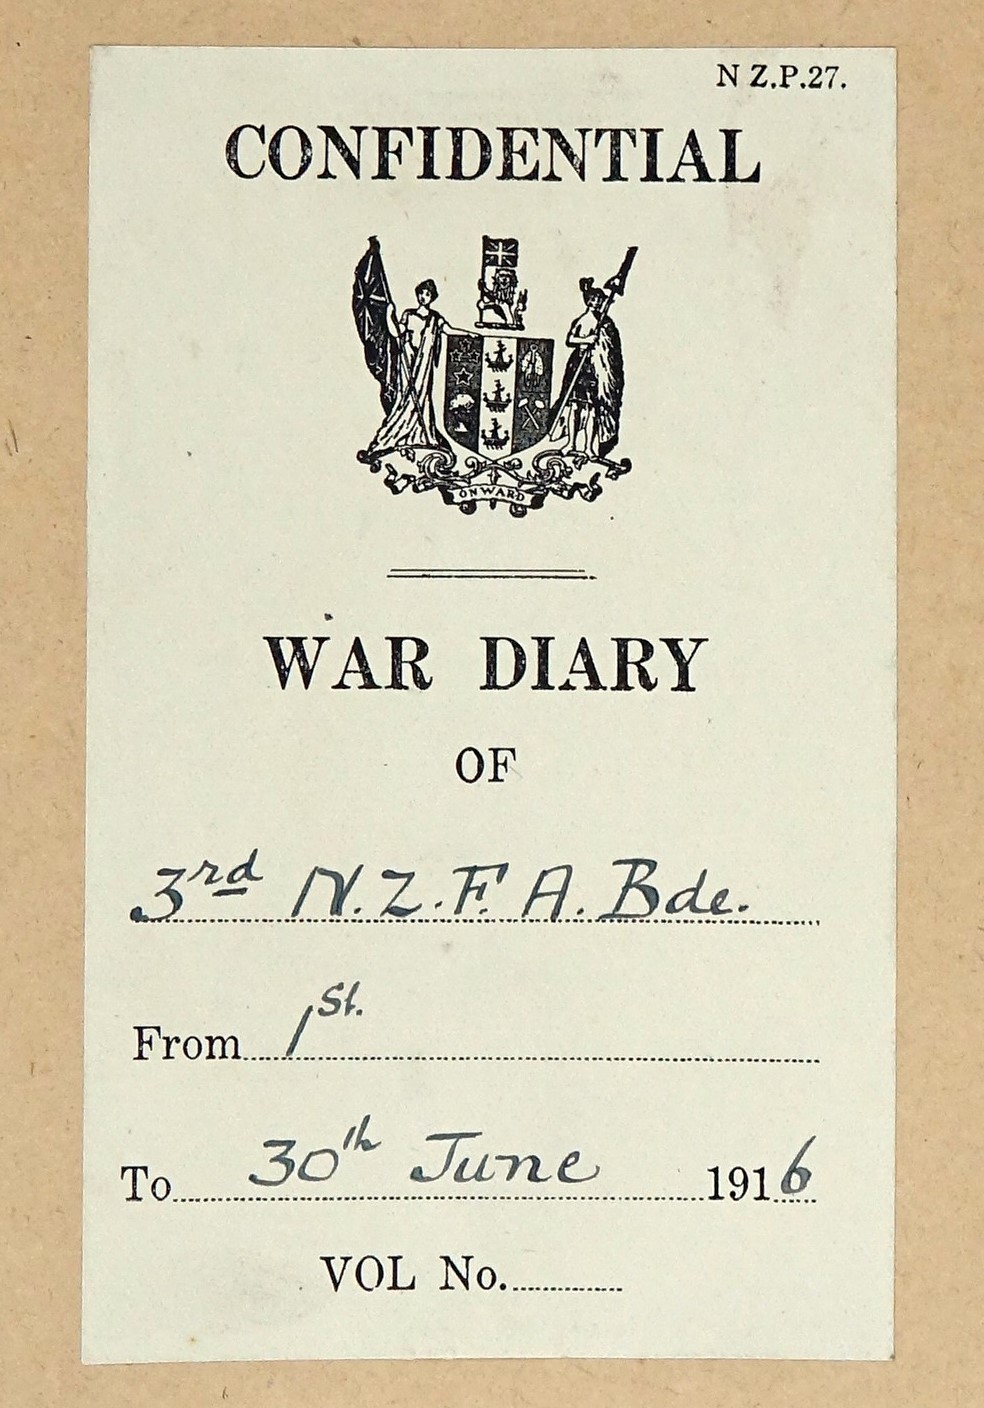 N Z.P.27.
CONFIDENTIAL
ONWARD
WAR DIARY
OF
3rd N.Z.F.A. Bde.
From 1st.
To 30th June 1916
VOL No.